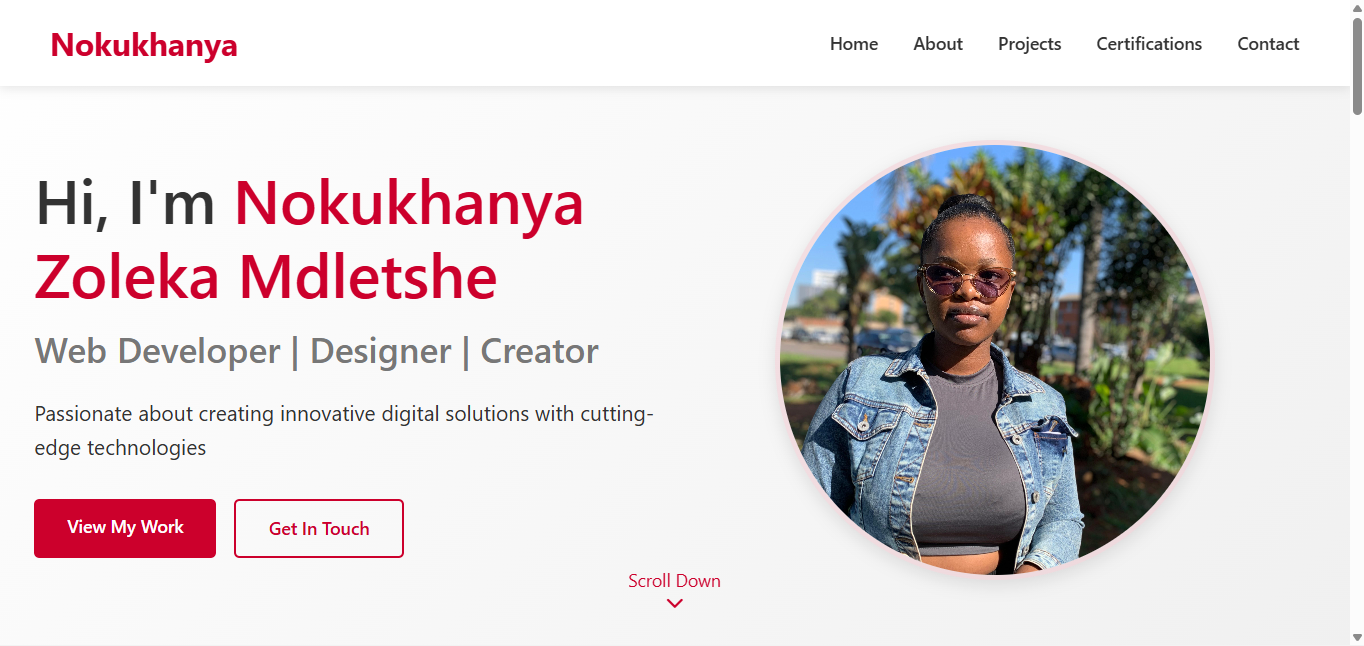 Nokukhanya
Home About Projects Certifications Contact
Hi, I'm Nokukhanya
Zoleka Mdletshe
Web Developer | Designer | Creator
Passionate about creating innovative digital solutions with cutting-
edge technologies
View My Work
Get In Touch
Scroll Down